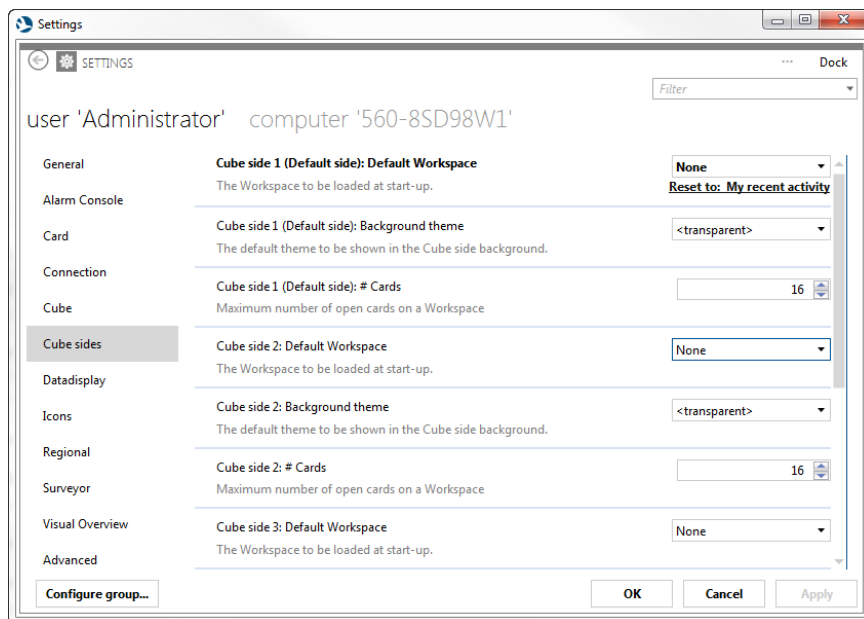 Settings
SETTINGS
... Dock
Filter
user 'Administrator' computer '560-8SD98W1'
General
Alarm Console
Card
Connection
Cube
Cube sides
Datadisplay
Icons
Regional
Surveyor
Visual Overview
Advanced
Cube side 1 (Default side): Default Workspace
None
The Workspace to be loaded at start-up.
Reset to: My recent activity
Cube side 1 (Default side): Background theme
<transparent>
The default theme to be shown in the Cube side background.
Cube side 1 (Default side): # Cards
16
Maximum number of open cards on a Workspace
Cube side 2: Default Workspace
None
The Workspace to be loaded at start-up.
Cube side 2: Background theme
<transparent>
The default theme to be shown in the Cube side background.
Cube side 2: # Cards
16
Maximum number of open cards on a Workspace
Cube side 3: Default Workspace
None
The Workspace to be loaded at start-up.
Configure group...
OK
Cancel
Apply